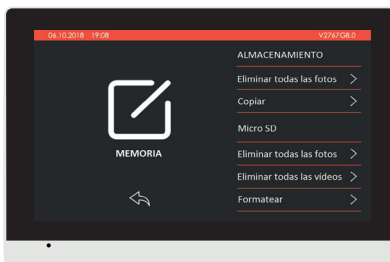 06.10.2018 19:08
V2767G8.0
ALMACENAMIENTO
Eliminar todas las fotos
Copiar
Micro SD
MEMORIA
Eliminar todas las fotos
Eliminar todas las vídeos
Formatear